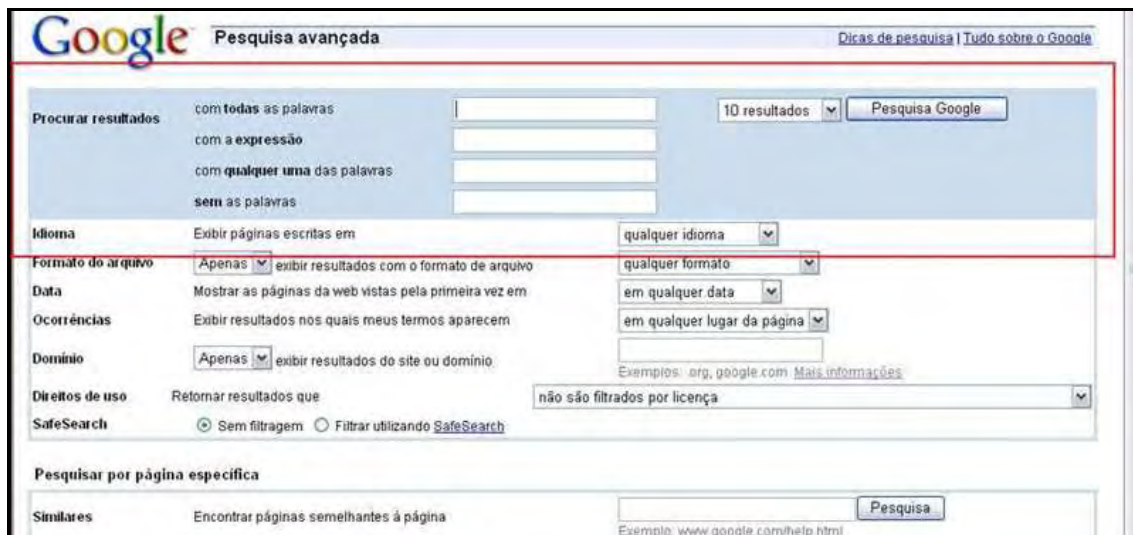 Google Pesquisa avançada Dicas de pesquisa | Tudo sobre o Google
Procurar resultados com todas as palavras 10 resultados Pesquisa Google
com a expressão
com qualquer uma das palavras
sem as palavras
Idioma Exibir páginas escritas em qualquer idioma
Formato do arquivo Apenas exibir resultados com o formato de arquivo qualquer formato
Data Mostrar as páginas da web vistas pela primeira vez em em qualquer data
Ocorrências Exibir resultados nos quais meus termos aparecem em qualquer lugar da página
Domínio Apenas exibir resultados do site ou domínio
Exemplos: .org, google.com Mais informações
Direitos de uso Retornar resultados que não são filtrados por licença
SafeSearch Sem filtragem Filtrar utilizando SafeSearch
Pesquisar por página específica
Similares Encontrar páginas semelhantes à página Pesquisa
Exemplo: www.google.com/help.html